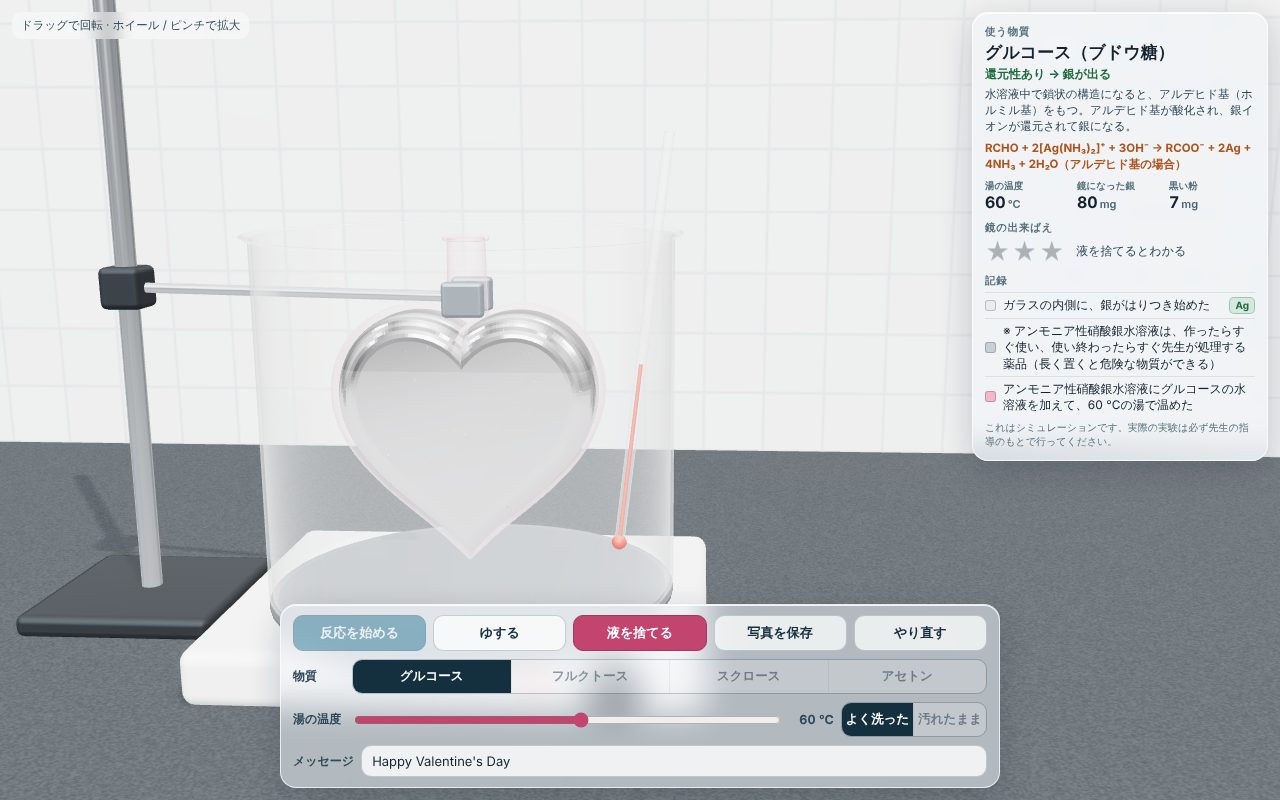 ドラッグで回転 · ホイール / ピンチで拡大
使う物質
グルコース（ブドウ糖）
還元性あり → 銀が出る
水溶液中で鎖状の構造になると、アルデヒド基（ホ
ルミル基）をもつ。アルデヒド基が酸化され、銀イ
オンが還元されて銀になる。
RCHO + 2[Ag(NH₃)₂]⁺ + 3OH⁻ → RCOO⁻ + 2Ag +
4NH₃ + 2H₂O（アルデヒド基の場合）
湯の温度 鏡になった銀 黒い粉
60 °C 80 mg 7 mg
鏡の出来ばえ
★ ★ ★ 液を捨てるとわかる
記録
ガラスの内側に、銀がはりつき始めた Ag
※ アンモニア性硝酸銀水溶液は、作ったらす
ぐ使い、使い終わったらすぐ先生が処理する
薬品（長く置くと危険な物質ができる）
アンモニア性硝酸銀水溶液にグルコースの水
溶液を加えて、60 °Cの湯で温めた
これはシミュレーションです。実際の実験は必ず先生の指
導のもとで行ってください。
反応を始める ゆする 液を捨てる 写真を保存 やり直す
物質 グルコース フルクトース スクロース アセトン
湯の温度 60 °C よく洗った 汚れたまま
メッセージ Happy Valentine's Day